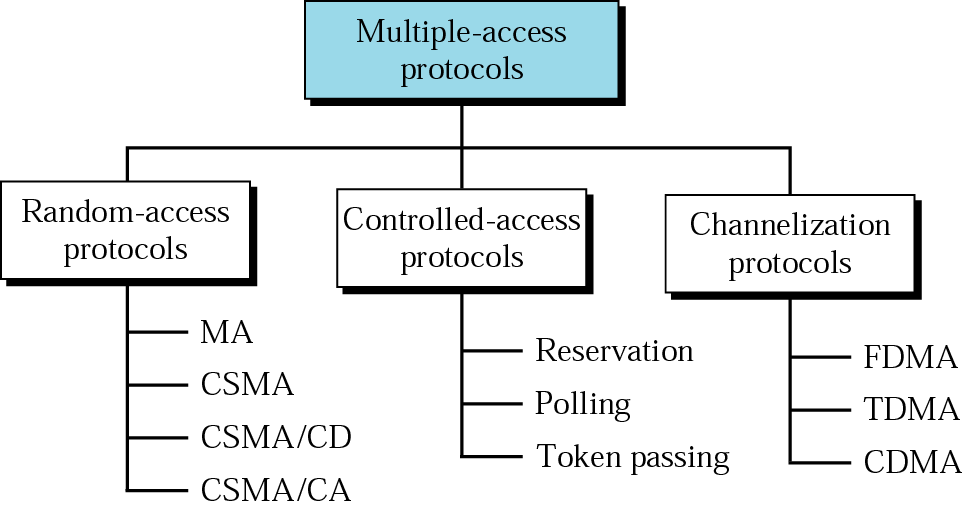 Multiple-access
protocols
Random-access
protocols
Controlled-access
protocols
Channelization
protocols
MA
CSMA
CSMA/CD
CSMA/CA
Reservation
Polling
Token passing
FDMA
TDMA
CDMA